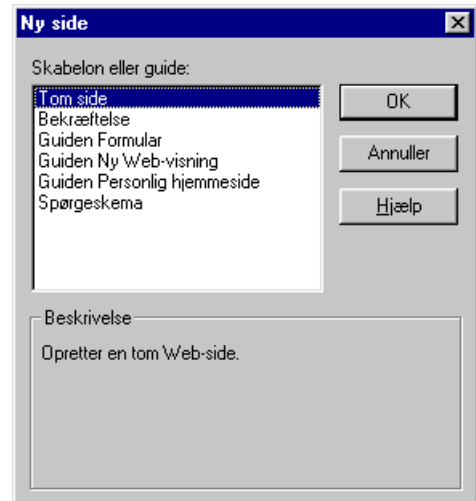 Ny side
Skabelon eller guide:
Tom side
Bekræftelse
Guiden Formular
Guiden Ny Web-visning
Guiden Personlig hjemmeside
Spørgeskema
OK
Annuller
Hjælp
Beskrivelse
Opretter en tom Web-side.